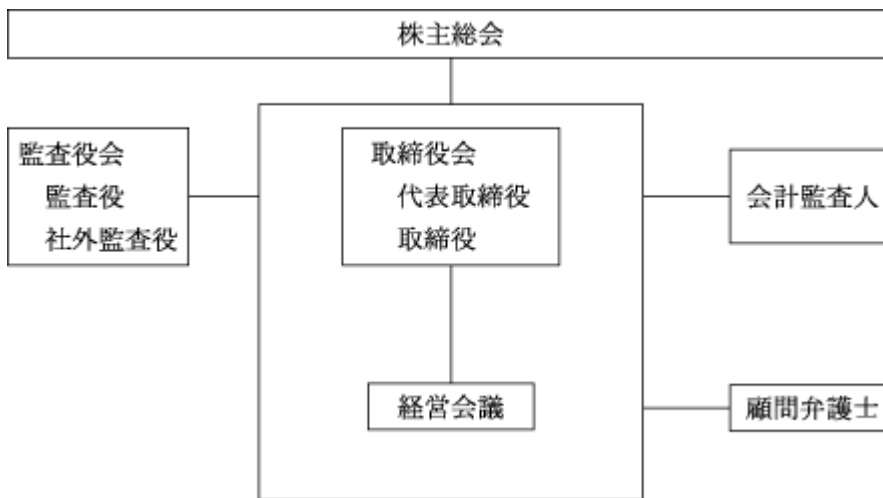 株主総会
監査役会
監査役
社外監査役
取締役会
代表取締役
取締役
会計監査人
経営会議
顧問弁護士